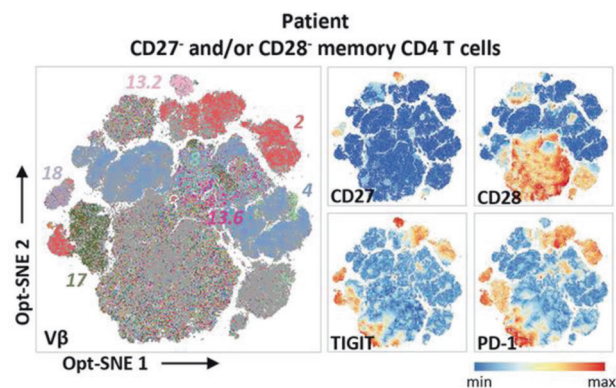 Patient
CD27⁻ and/or CD28⁻ memory CD4 T cells
13.2
2
18
8
4
13.6
17
Vβ
Opt-SNE 1
Opt-SNE 2
CD27
CD28
TIGIT
PD-1
min
max